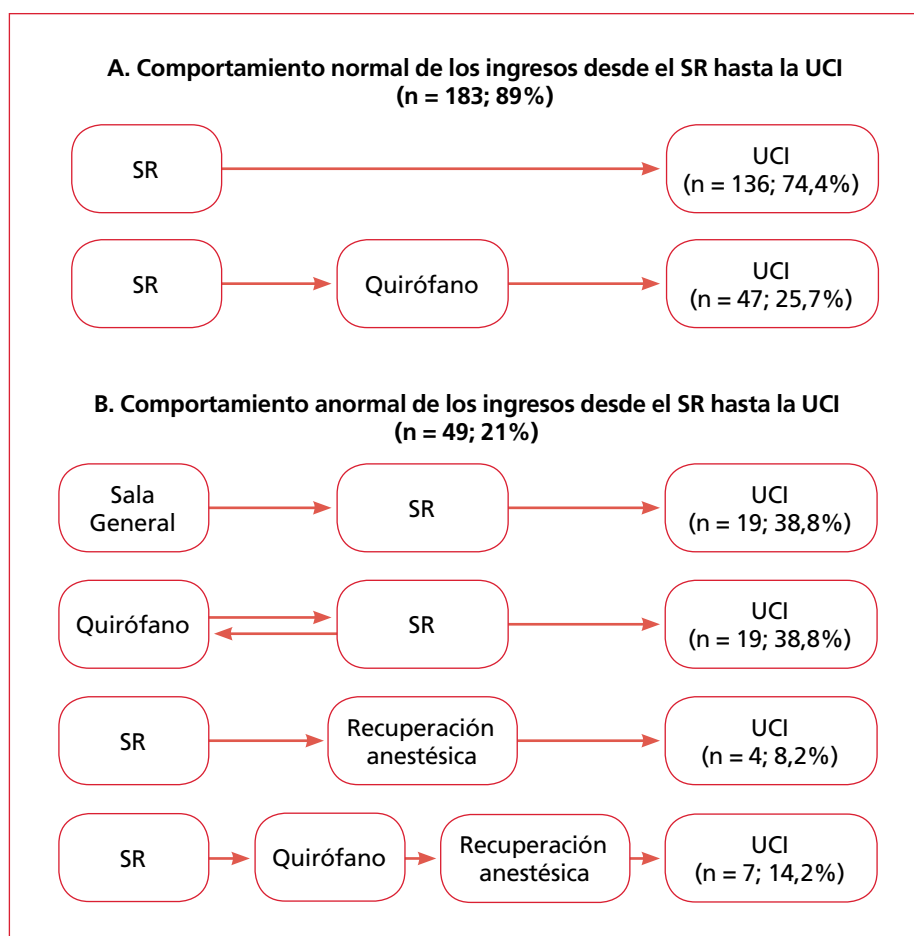 A. Comportamiento normal de los ingresos desde el SR hasta la UCI
(n = 183; 89%)
SR
UCI
(n = 136; 74,4%)
SR
Quirófano
UCI
(n = 47; 25,7%)
B. Comportamiento anormal de los ingresos desde el SR hasta la UCI
(n = 49; 21%)
Sala
General
SR
UCI
(n = 19; 38,8%)
Quirófano
SR
UCI
(n = 19; 38,8%)
SR
Recuperación
anestésica
UCI
(n = 4; 8,2%)
SR
Quirófano
Recuperación
anestésica
UCI
(n = 7; 14,2%)